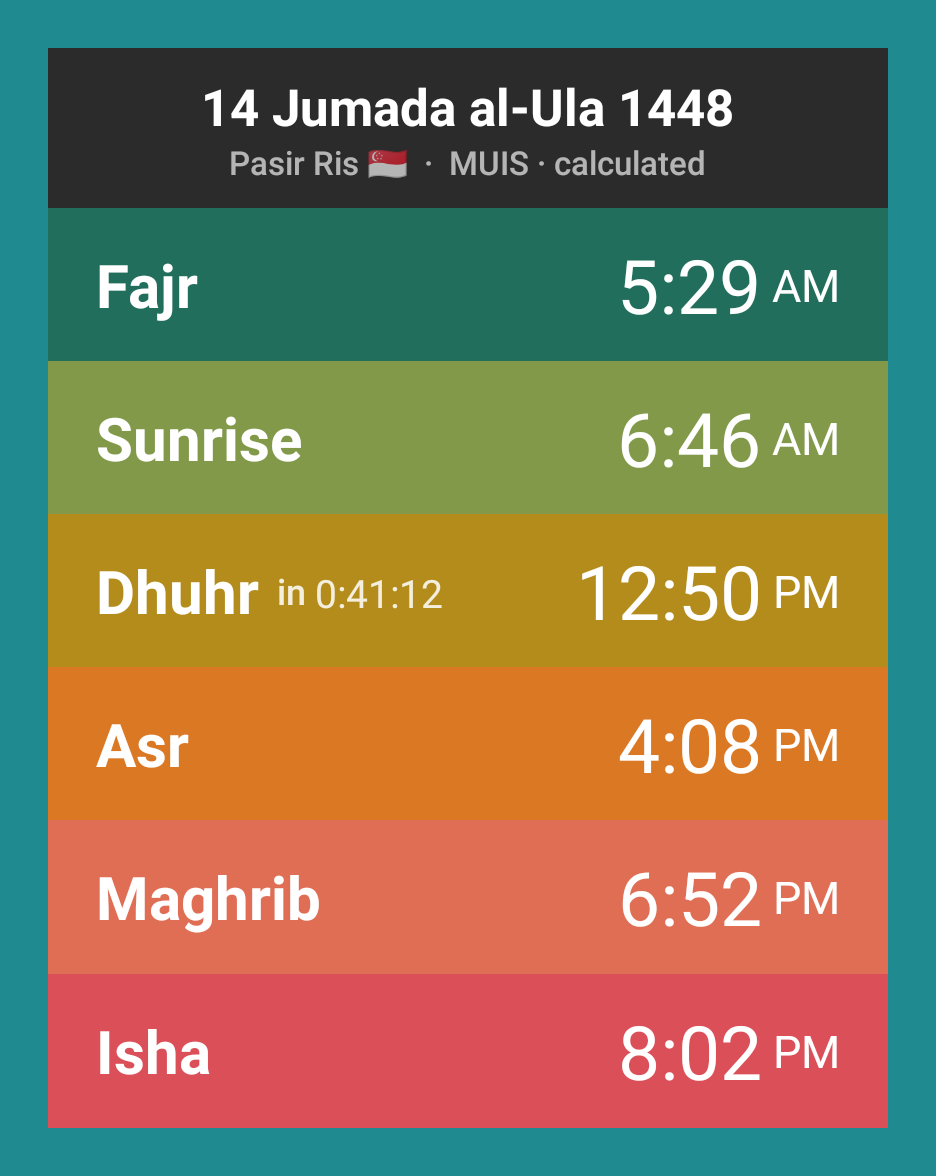 14 Jumada al-Ula 1448
Pasir Ris 🇸🇬 · MUIS · calculated
Fajr 5:29 AM
Sunrise 6:46 AM
Dhuhr in 0:41:12 12:50 PM
Asr 4:08 PM
Maghrib 6:52 PM
Isha 8:02 PM